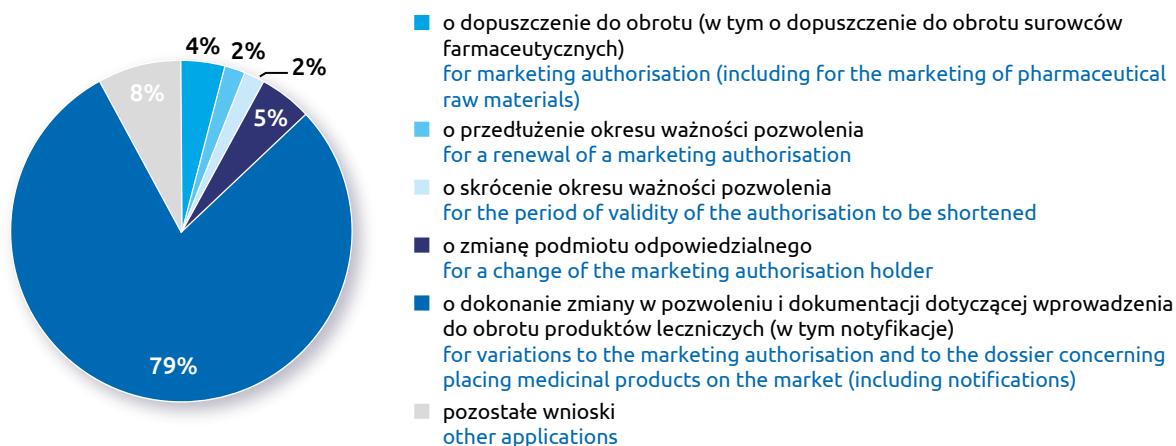 4%
2%
2%
8%
5%
79%
o dopuszczenie do obrotu (w tym o dopuszczenie do obrotu surowców
farmaceutycznych)
for marketing authorisation (including for the marketing of pharmaceutical
raw materials)
o przedłużenie okresu ważności pozwolenia
for a renewal of a marketing authorisation
o skrócenie okresu ważności pozwolenia
for the period of validity of the authorisation to be shortened
o zmianę podmiotu odpowiedzialnego
for a change of the marketing authorisation holder
o dokonanie zmiany w pozwoleniu i dokumentacji dotyczącej wprowadzenia
do obrotu produktów leczniczych (w tym notyfikacje)
for variations to the marketing authorisation and to the dossier concerning
placing medicinal products on the market (including notifications)
pozostałe wnioski
other applications